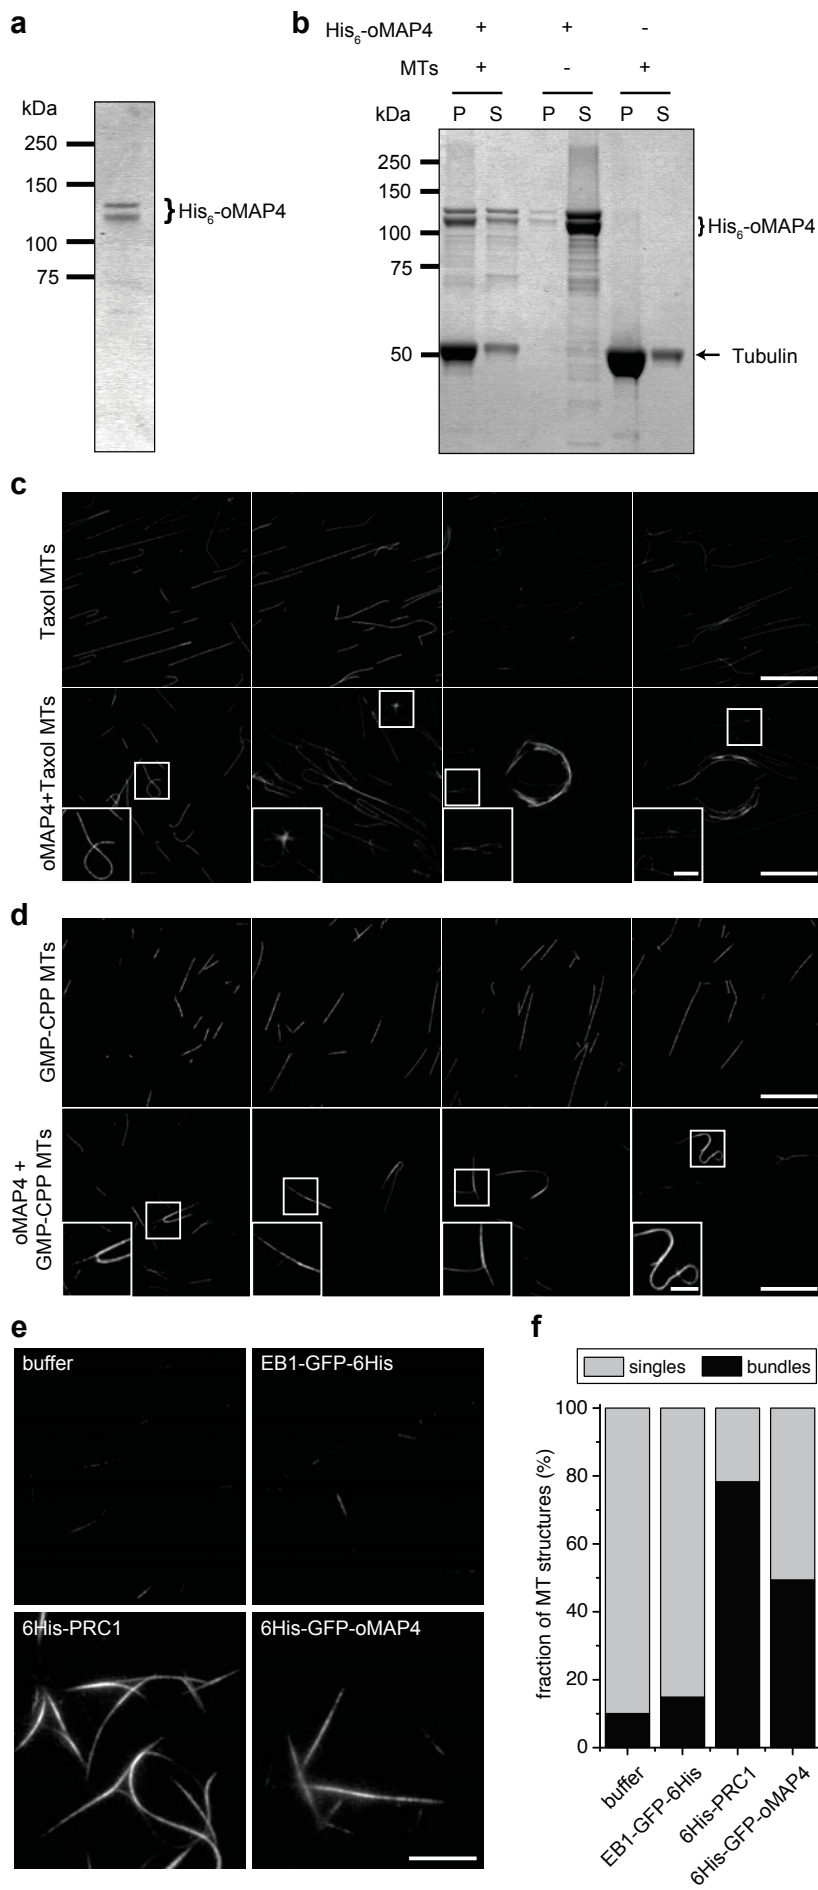 a
kDa
250
150
100
75
His6-oMAP4
b
His6-oMAP4 + + -
MTs + - +
kDa P S P S P S
250
150
100
75
50
His6-oMAP4
Tubulin
c
Taxol MTs
oMAP4+Taxol MTs
d
GMP-CPP MTs
oMAP4 +
GMP-CPP MTs
e
buffer
EB1-GFP-6His
6His-PRC1
6His-GFP-oMAP4
f
singles bundles
fraction of MT structures (%)
100
80
60
40
20
0
buffer
EB1-GFP-6His
6His-PRC1
6His-GFP-oMAP4